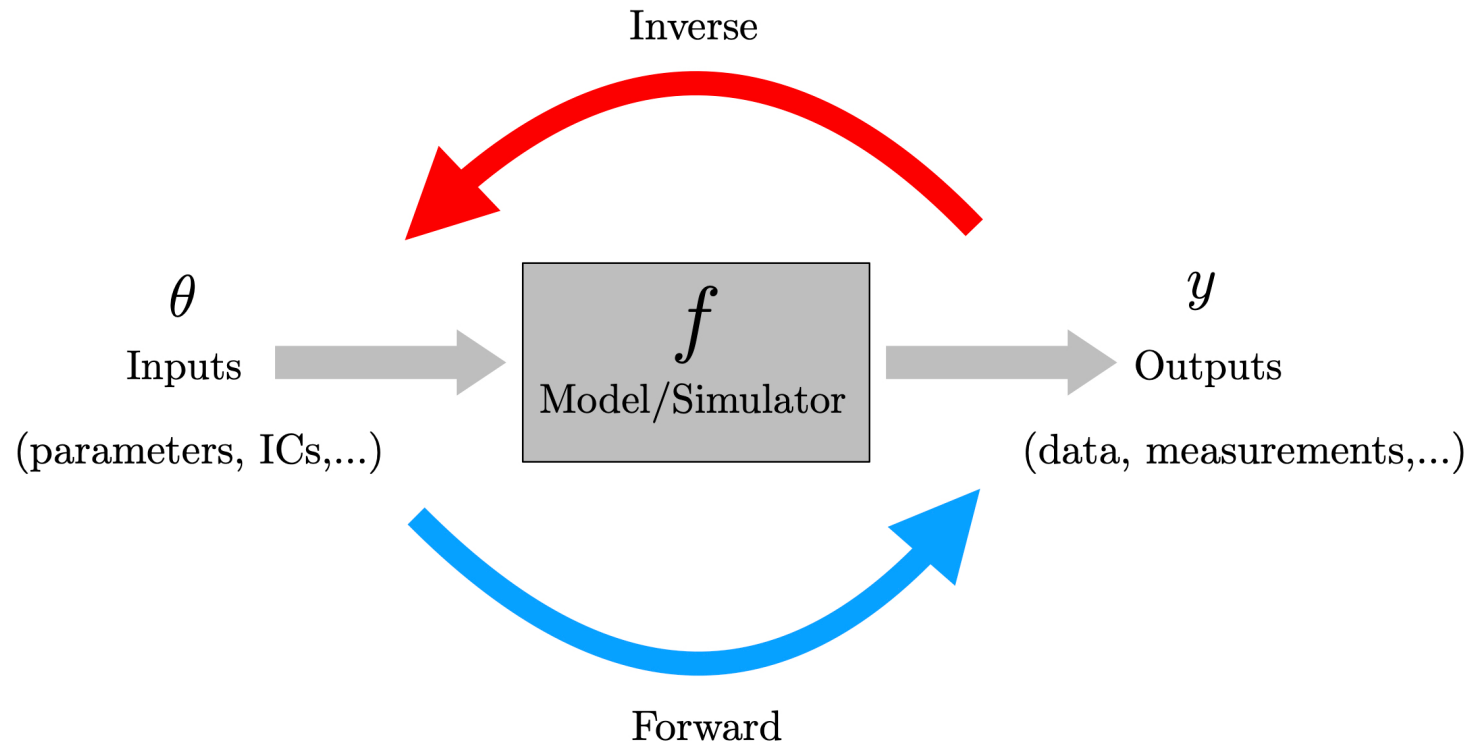 Inverse
θ
Inputs
(parameters, ICs,...)
f
Model/Simulator
y
Outputs
(data, measurements,...)
Forward